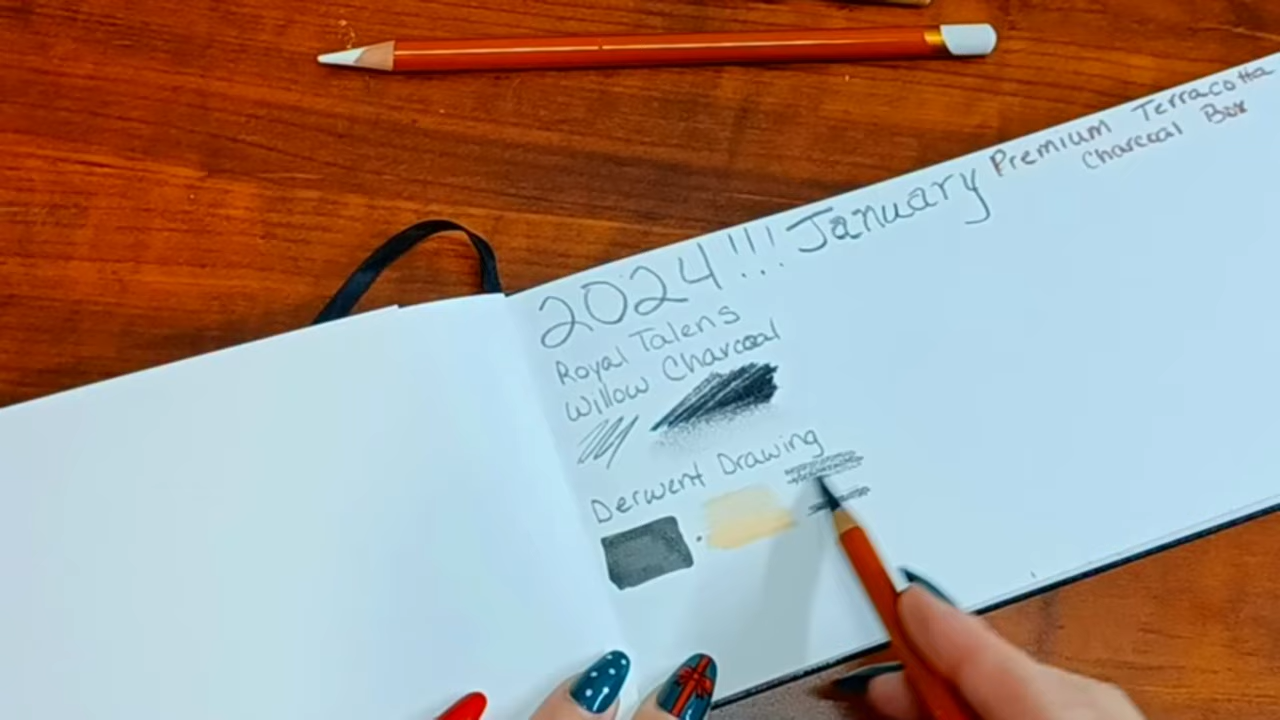 2024!!! January Premium Terracotta
Charcoal Box
Royal Talens
Willow Charcoal
Derwent Drawing